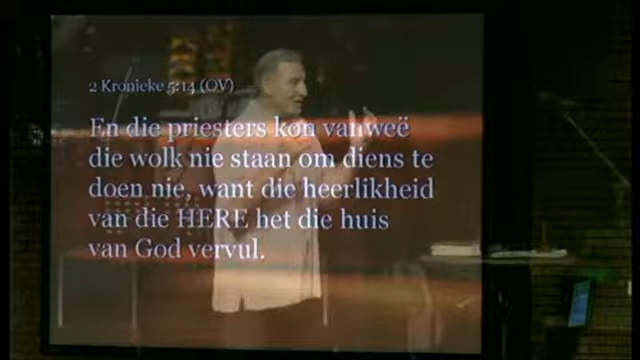 2 Kronieke 5:14 (OV)
En die priesters kon vanweë
die wolk nie staan om diens te
doen nie, want die heerlikheid
van die HERE het die huis
van God vervul.